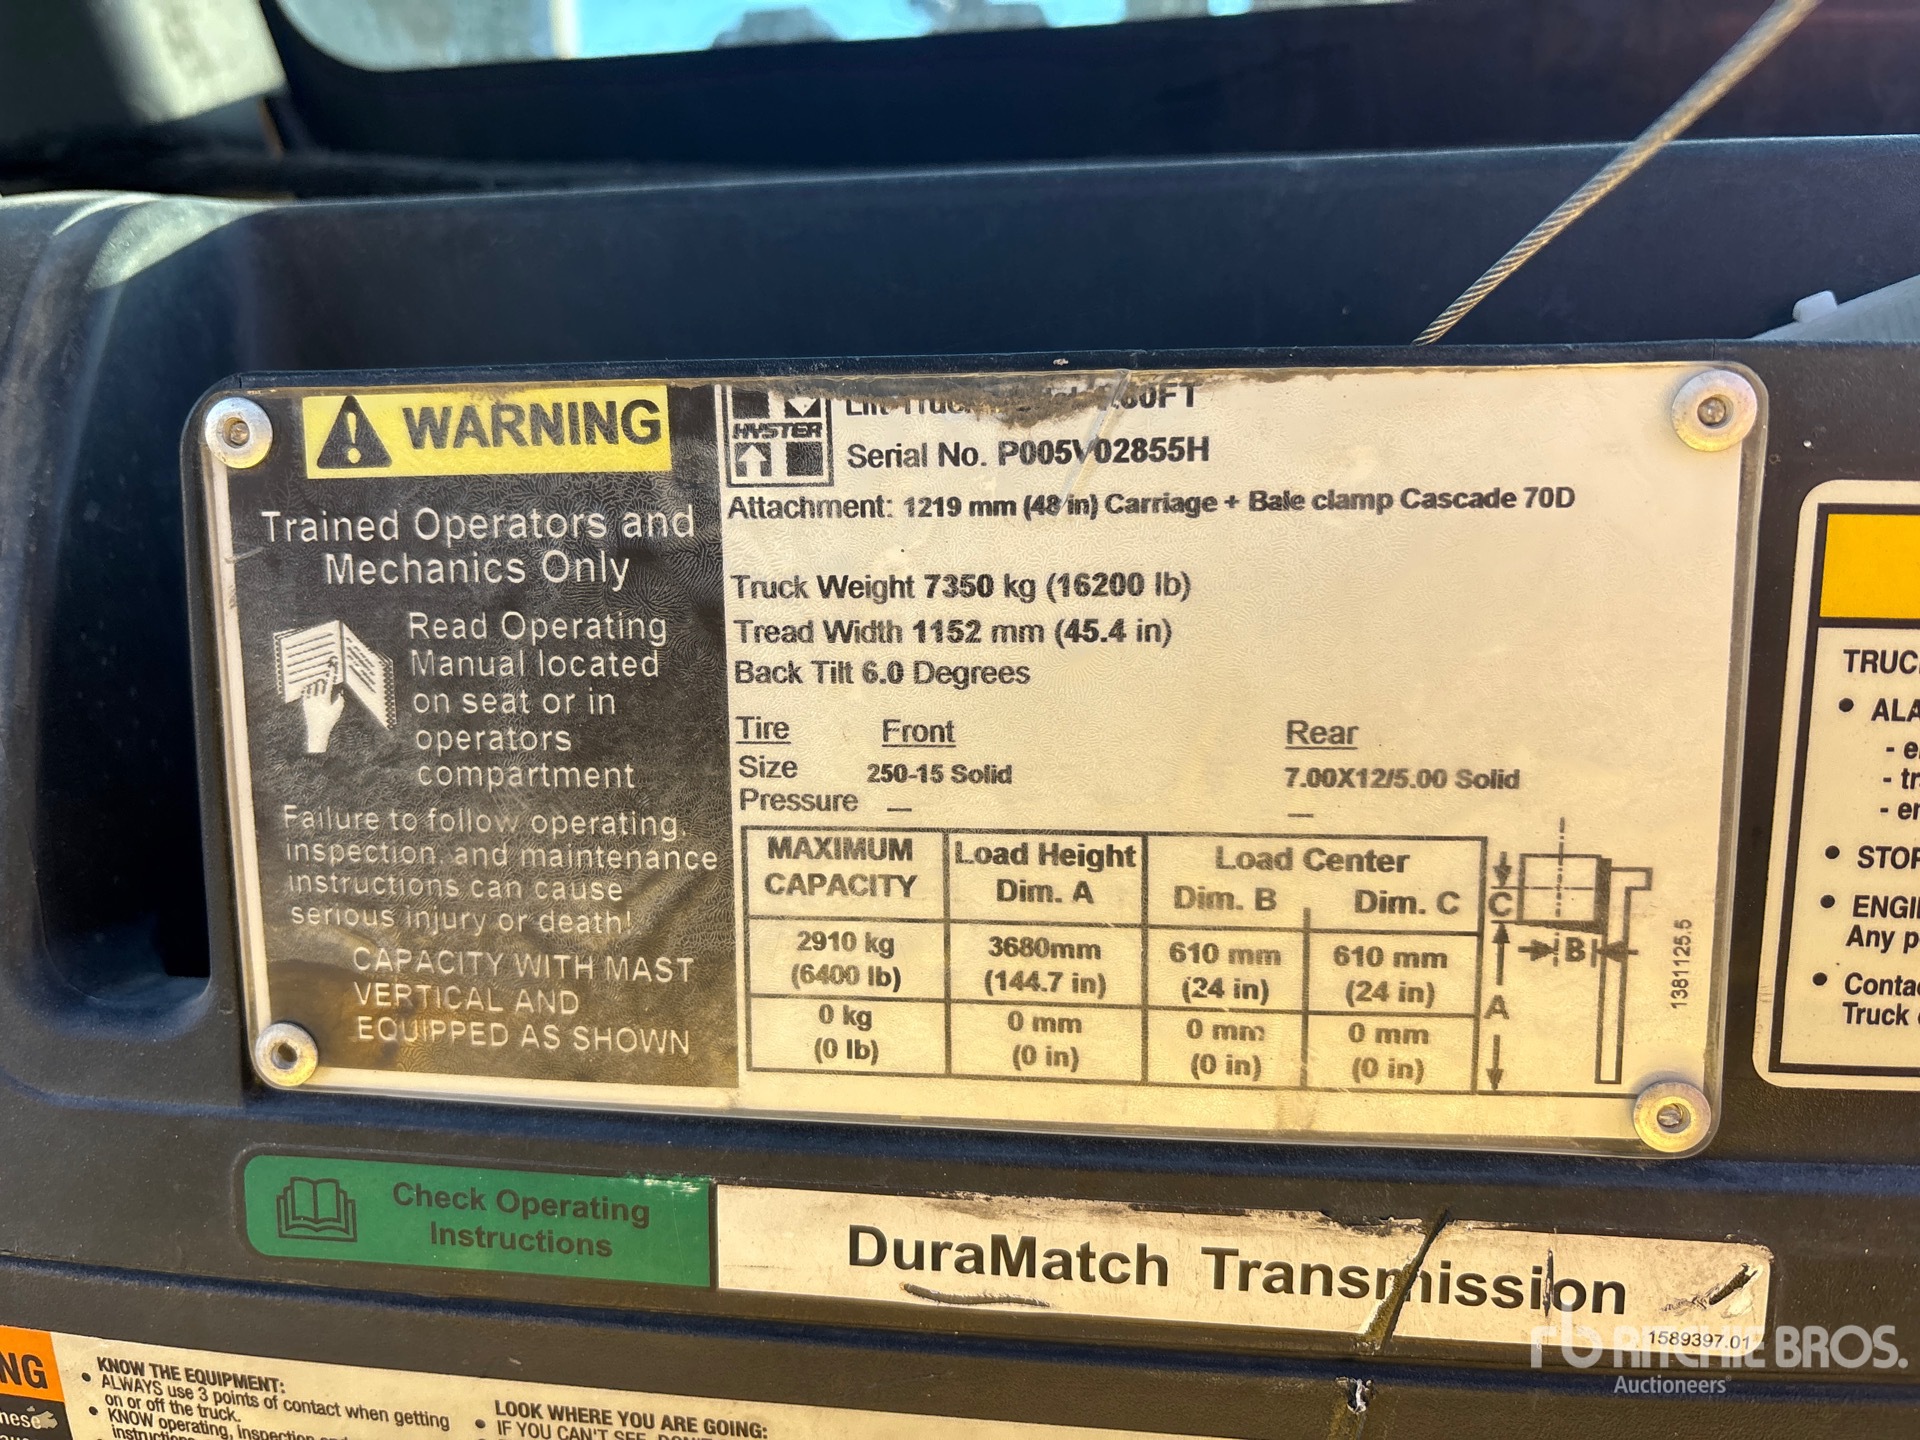 WARNING
Trained Operators and
Mechanics Only
Read Operating
Manual located
on seat or in
operators
compartment
Failure to follow operating,
inspection, and maintenance
instructions can cause
serious injury or death!
CAPACITY WITH MAST
VERTICAL AND
EQUIPPED AS SHOWN
HYSTER
Serial No. P005V02855H
Attachment: 1219 mm (48 in) Carriage + Bale clamp Cascade 70D
Truck Weight 7350 kg (16200 lb)
Tread Width 1152 mm (45.4 in)
Back Tilt 6.0 Degrees
Tire Front Rear
Size 250-15 Solid 7.00X12/5.00 Solid
Pressure — —
MAXIMUM CAPACITY Load Height Dim. A Load Center Dim. B Dim. C
2910 kg 3680mm 610 mm 610 mm
(6400 lb) (144.7 in) (24 in) (24 in)
0 kg 0 mm 0 mm 0 mm
(0 lb) (0 in) (0 in) (0 in)
C
B
A
1381125.5
Check Operating
Instructions
DuraMatch Transmission
1589397.01
KNOW THE EQUIPMENT:
• ALWAYS use 3 points of contact when getting
on or off the truck.
• KNOW operating, inspection
LOOK WHERE YOU ARE GOING:
• IF YOU CAN'T SEE,
• STOP
Any
Truck
rb RITCHIE BROS.
Auctioneers